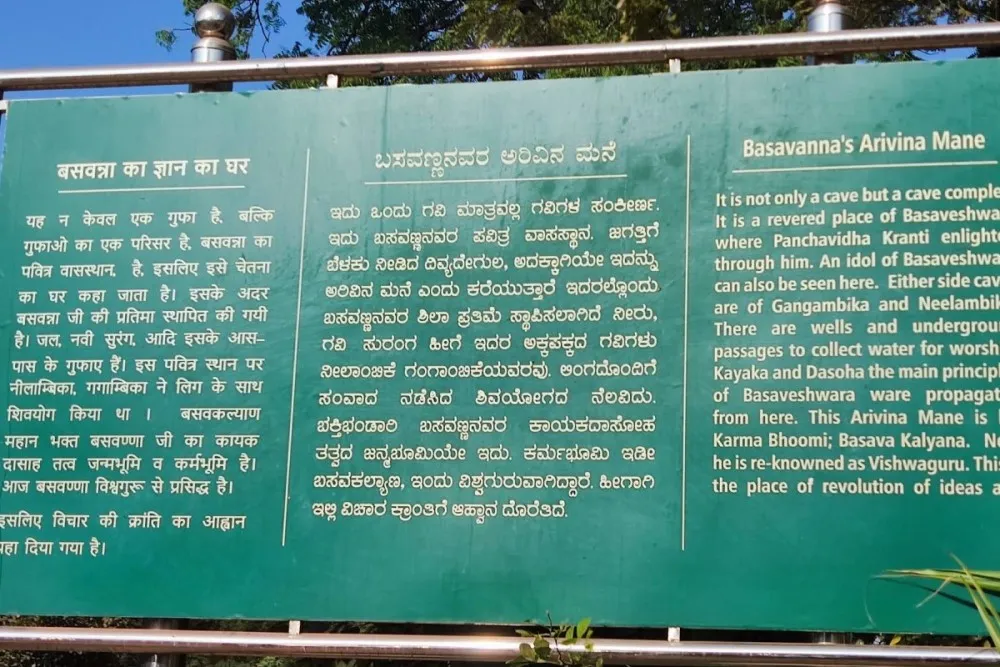 बसवन्ना का ज्ञान का घर
यह न केवल एक गुफा है, बल्कि
गुफाओ का एक परिसर है, बसवन्ना का
पवित्र वासस्थान, है, इसलिए इसे चेतना
का घर कहा जाता है। इसके अदर
बसवन्ना जी की प्रतिमा स्थापित की गयी
है। जल, नवी सुरंग, आदि इसके आस-
पास के गुफाए हैं। इस पवित्र स्थान पर
नीलाम्बिका, गगाम्बिका ने लिग के साथ
शिवयोग किया था । बसवकल्याण
महान भक्त बसवण्णा जी का कायक
दासाह तत्व जन्मभूमि व कर्मभूमि है।
आज बसवण्णा विश्वगुरू से प्रसिद्ध है।
इसलिए विचार की क्रांति का आह्वान
यहा दिया गया है।
ಬಸವಣ್ಣನವರ ಅರಿವಿನ ಮನೆ
ಇದು ಒಂದು ಗವಿ ಮಾತ್ರವಲ್ಲ ಗವಿಗಳ ಸಂಕೀರ್ಣ.
ಇದು ಬಸವಣ್ಣನವರ ಪವಿತ್ರ ವಾಸಸ್ಥಾನ. ಜಗತ್ತಿಗೆ
ಬೆಳಕು ನೀಡಿದ ದಿವ್ಯದೇಗುಲ, ಅದಕ್ಕಾಗಿಯೇ ಇದನ್ನು
ಅರಿವಿನ ಮನೆ ಎಂದು ಕರೆಯುತ್ತಾರೆ ಇದರಲ್ಲೊಂದು
ಬಸವಣ್ಣನವರ ಶಿಲಾ ಪ್ರತಿಮೆ ಸ್ಥಾಪಿಸಲಾಗಿದೆ ನೀರು,
ಗವಿ ಸುರಂಗ ಹೀಗೆ ಇದರ ಅಕ್ಕಪಕ್ಕದ ಗವಿಗಳು
ನೀಲಾಂಬಿಕೆ ಗಂಗಾಂಬಿಕೆಯವರವು. ಲಿಂಗದೊಂದಿಗೆ
ಸಂವಾದ ನಡೆಸಿದ ಶಿವಯೋಗದ ನೆಲವಿದು.
ಭಕ್ತಿಭಂಡಾರಿ ಬಸವಣ್ಣನವರ ಕಾಯಕದಾಸೋಹ
ತತ್ವದ ಜನ್ಮಭೂಮಿಯೇ ಇದು. ಕರ್ಮಭೂಮಿ ಇಡೀ
ಬಸವಕಲ್ಯಾಣ, ಇಂದು ವಿಶ್ವಗುರುವಾಗಿದ್ದಾರೆ. ಹೀಗಾಗಿ
ಇಲ್ಲಿ ವಿಚಾರ ಕ್ರಾಂತಿಗೆ ಆಹ್ವಾನ ದೊರೆತಿದೆ.
Basavanna's Arivina Mane
It is not only a cave but a cave comple
It is a revered place of Basaveshwa
where Panchavidha Kranti enlight
through him. An idol of Basaveshwa
can also be seen here. Either side cav
are of Gangambika and Neelambik
There are wells and undergrou
passages to collect water for worsh
Kayaka and Dasoha the main principl
of Basaveshwara ware propagat
from here. This Arivina Mane is
Karma Bhoomi; Basava Kalyana. Ne
he is re-knowned as Vishwaguru. This
the place of revolution of ideas a